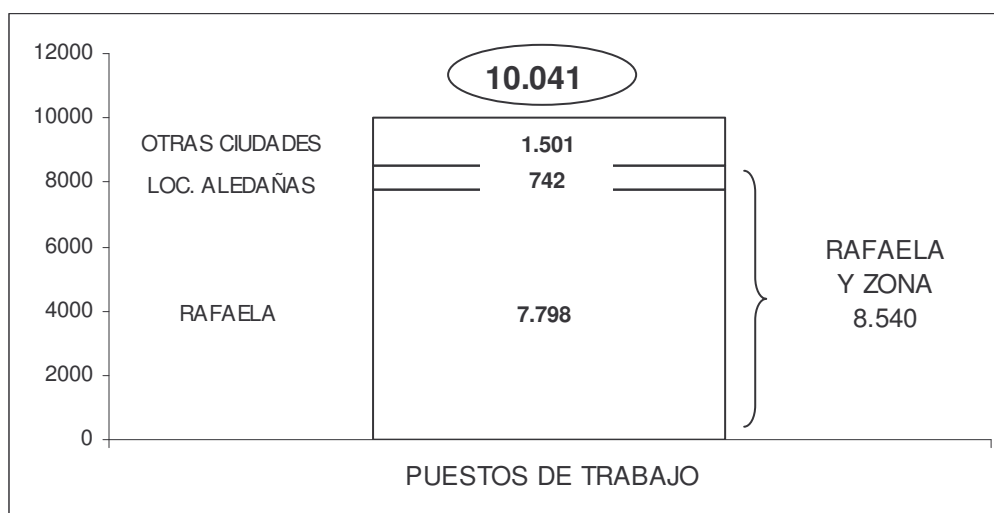 12000
10.041
10000
OTRAS CIUDADES
1.501
8000
LOC. ALEDAÑAS
742
6000
RAFAELA
Y ZONA
8.540
4000
RAFAELA
7.798
2000
0
PUESTOS DE TRABAJO